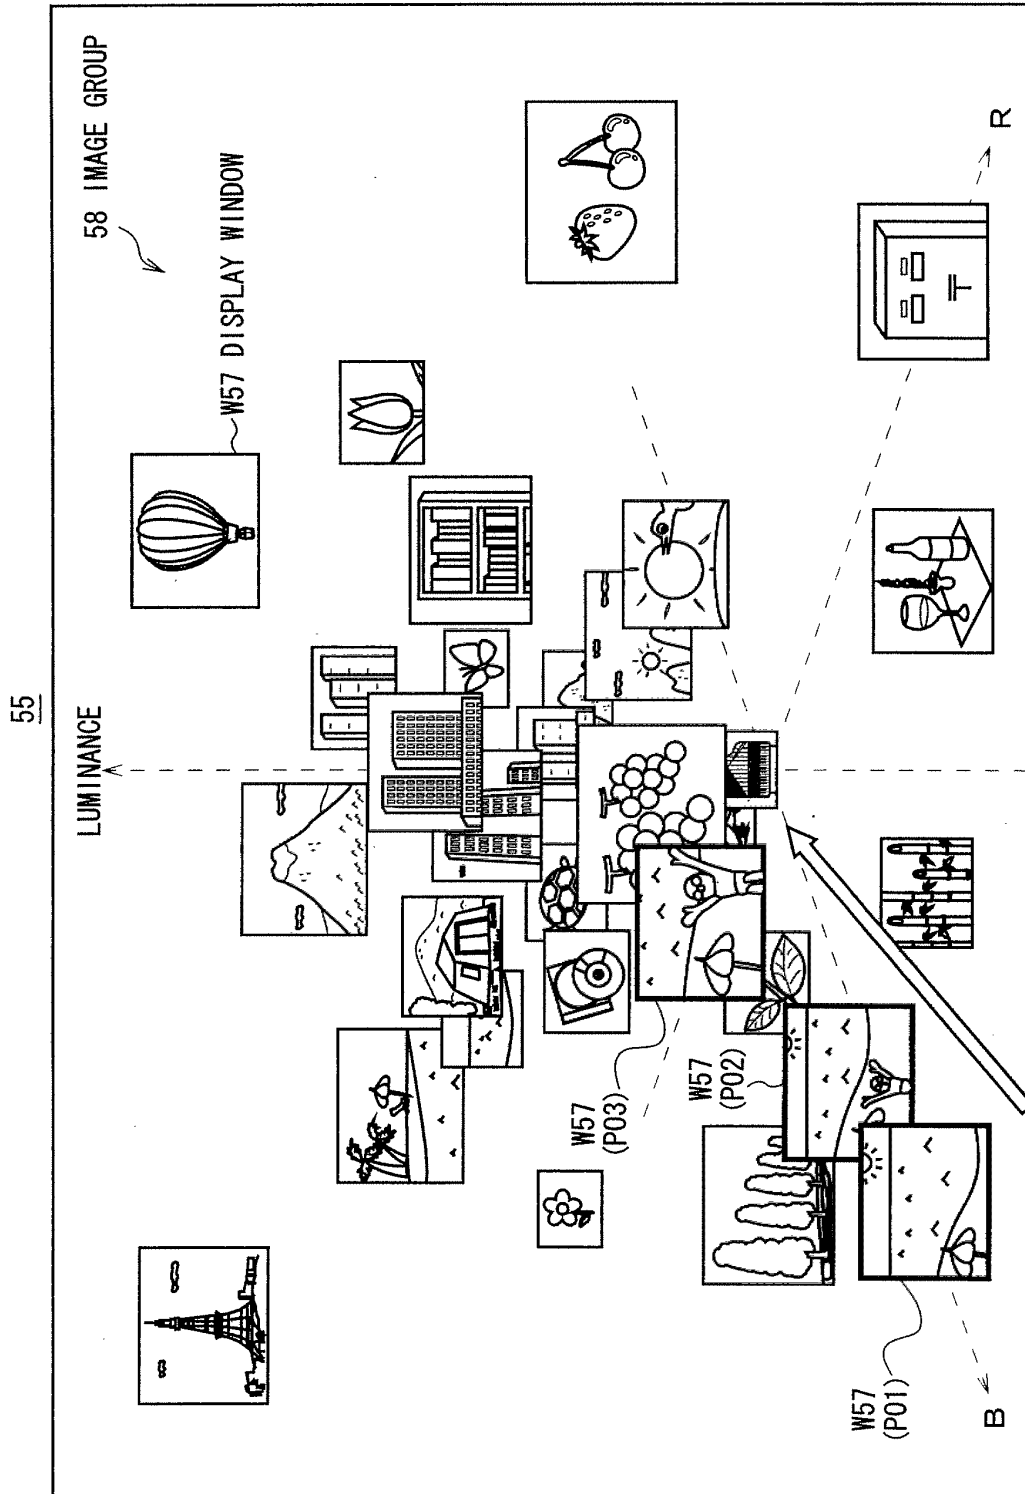 55
58 IMAGE GROUP
W57 DISPLAY WINDOW
LUMINANCE
W57
(P03)
W57
(P02)
W57
(P01)
B
R